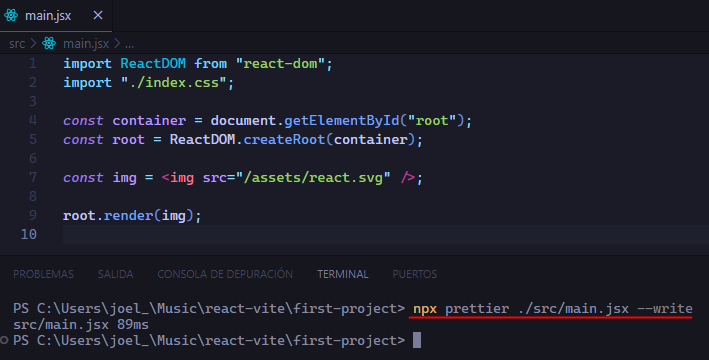 main.jsx
src > main.jsx > ...
1 import ReactDOM from "react-dom";
2 import "./index.css";
3
4 const container = document.getElementById("root");
5 const root = ReactDOM.createRoot(container);
6
7 const img = <img src="/assets/react.svg" />;
8
9 root.render(img);
10
PROBLEMAS SALIDA CONSOLA DE DEPURACIÓN TERMINAL PUERTOS
PS C:\Users\joel_\Music\react-vite\first-project> npx prettier ./src/main.jsx --write
src/main.jsx 89ms
PS C:\Users\joel_\Music\react-vite\first-project>